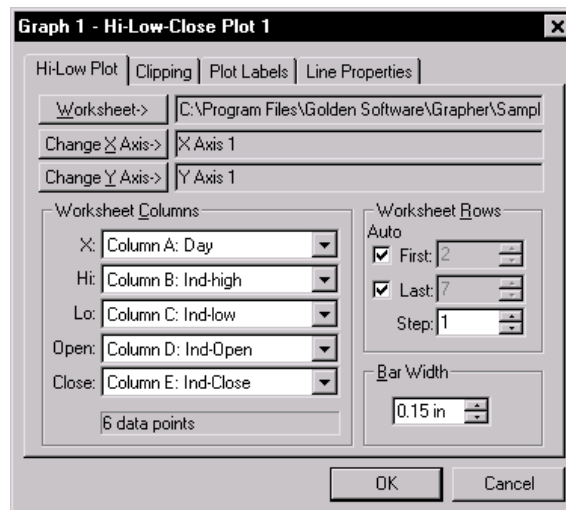 Graph 1 - Hi-Low-Close Plot 1
Hi-Low Plot Clipping Plot Labels Line Properties
Worksheet-> C:\Program Files\Golden Software\Grapher\Sampl
Change X Axis-> X Axis 1
Change Y Axis-> Y Axis 1
Worksheet Columns
X: Column A: Day
Hi: Column B: Ind-high
Lo: Column C: Ind-low
Open: Column D: Ind-Open
Close: Column E: Ind-Close
6 data points
Worksheet Rows
Auto
First: 2
Last: 7
Step: 1
Bar Width
0.15 in
OK Cancel